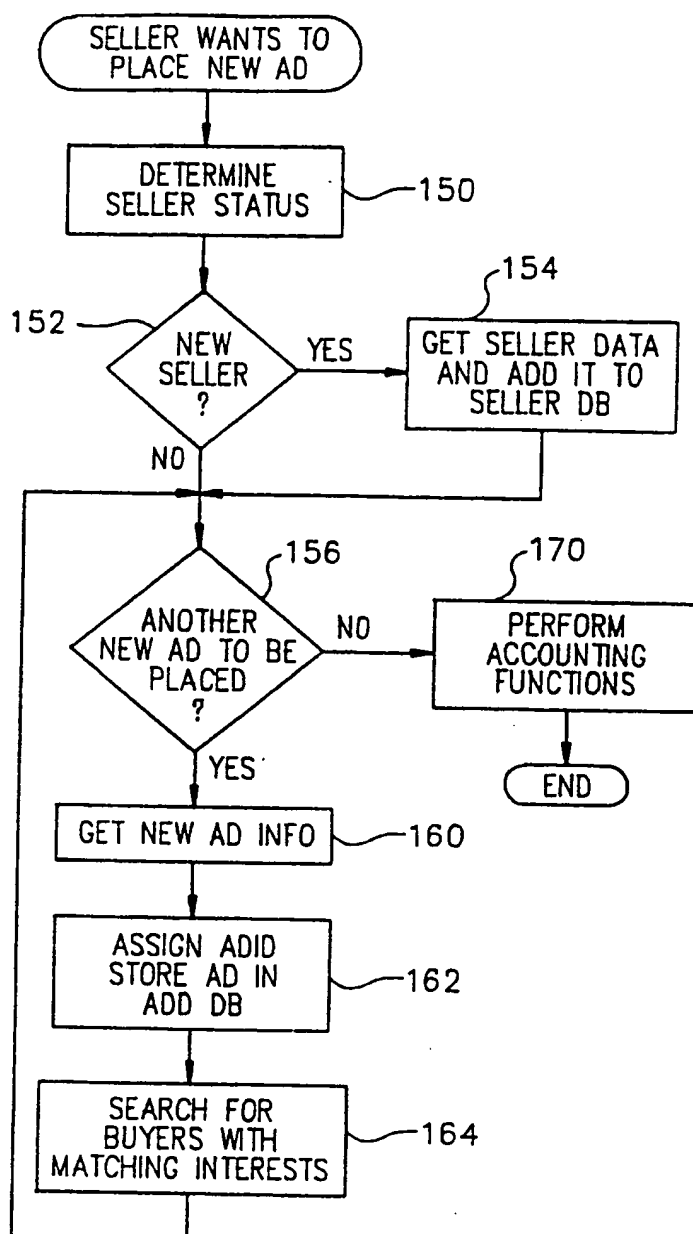 SELLER WANTS TO
PLACE NEW AD
DETERMINE
SELLER STATUS
150
152
NEW
SELLER
?
YES
154
GET SELLER DATA
AND ADD IT TO
SELLER DB
NO
156
ANOTHER
NEW AD TO BE
PLACED
?
NO
170
PERFORM
ACCOUNTING
FUNCTIONS
END
YES
GET NEW AD INFO
160
ASSIGN ADID
STORE AD IN
ADD DB
162
SEARCH FOR
BUYERS WITH
MATCHING INTERESTS
164